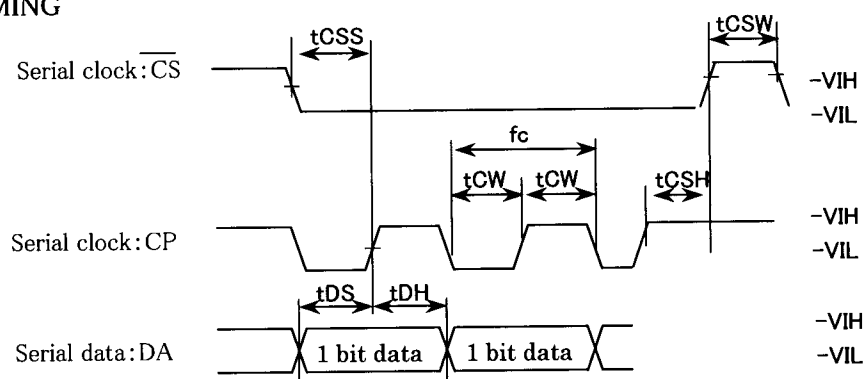 MING
tCSS
tCSW
Serial clock:C̅S̅
-VIH
-VIL
fc
tCW
tCW
tCSH
-VIH
Serial clock:CP
-VIL
tDS
tDH
-VIH
Serial data:DA
1 bit data
1 bit data
-VIL